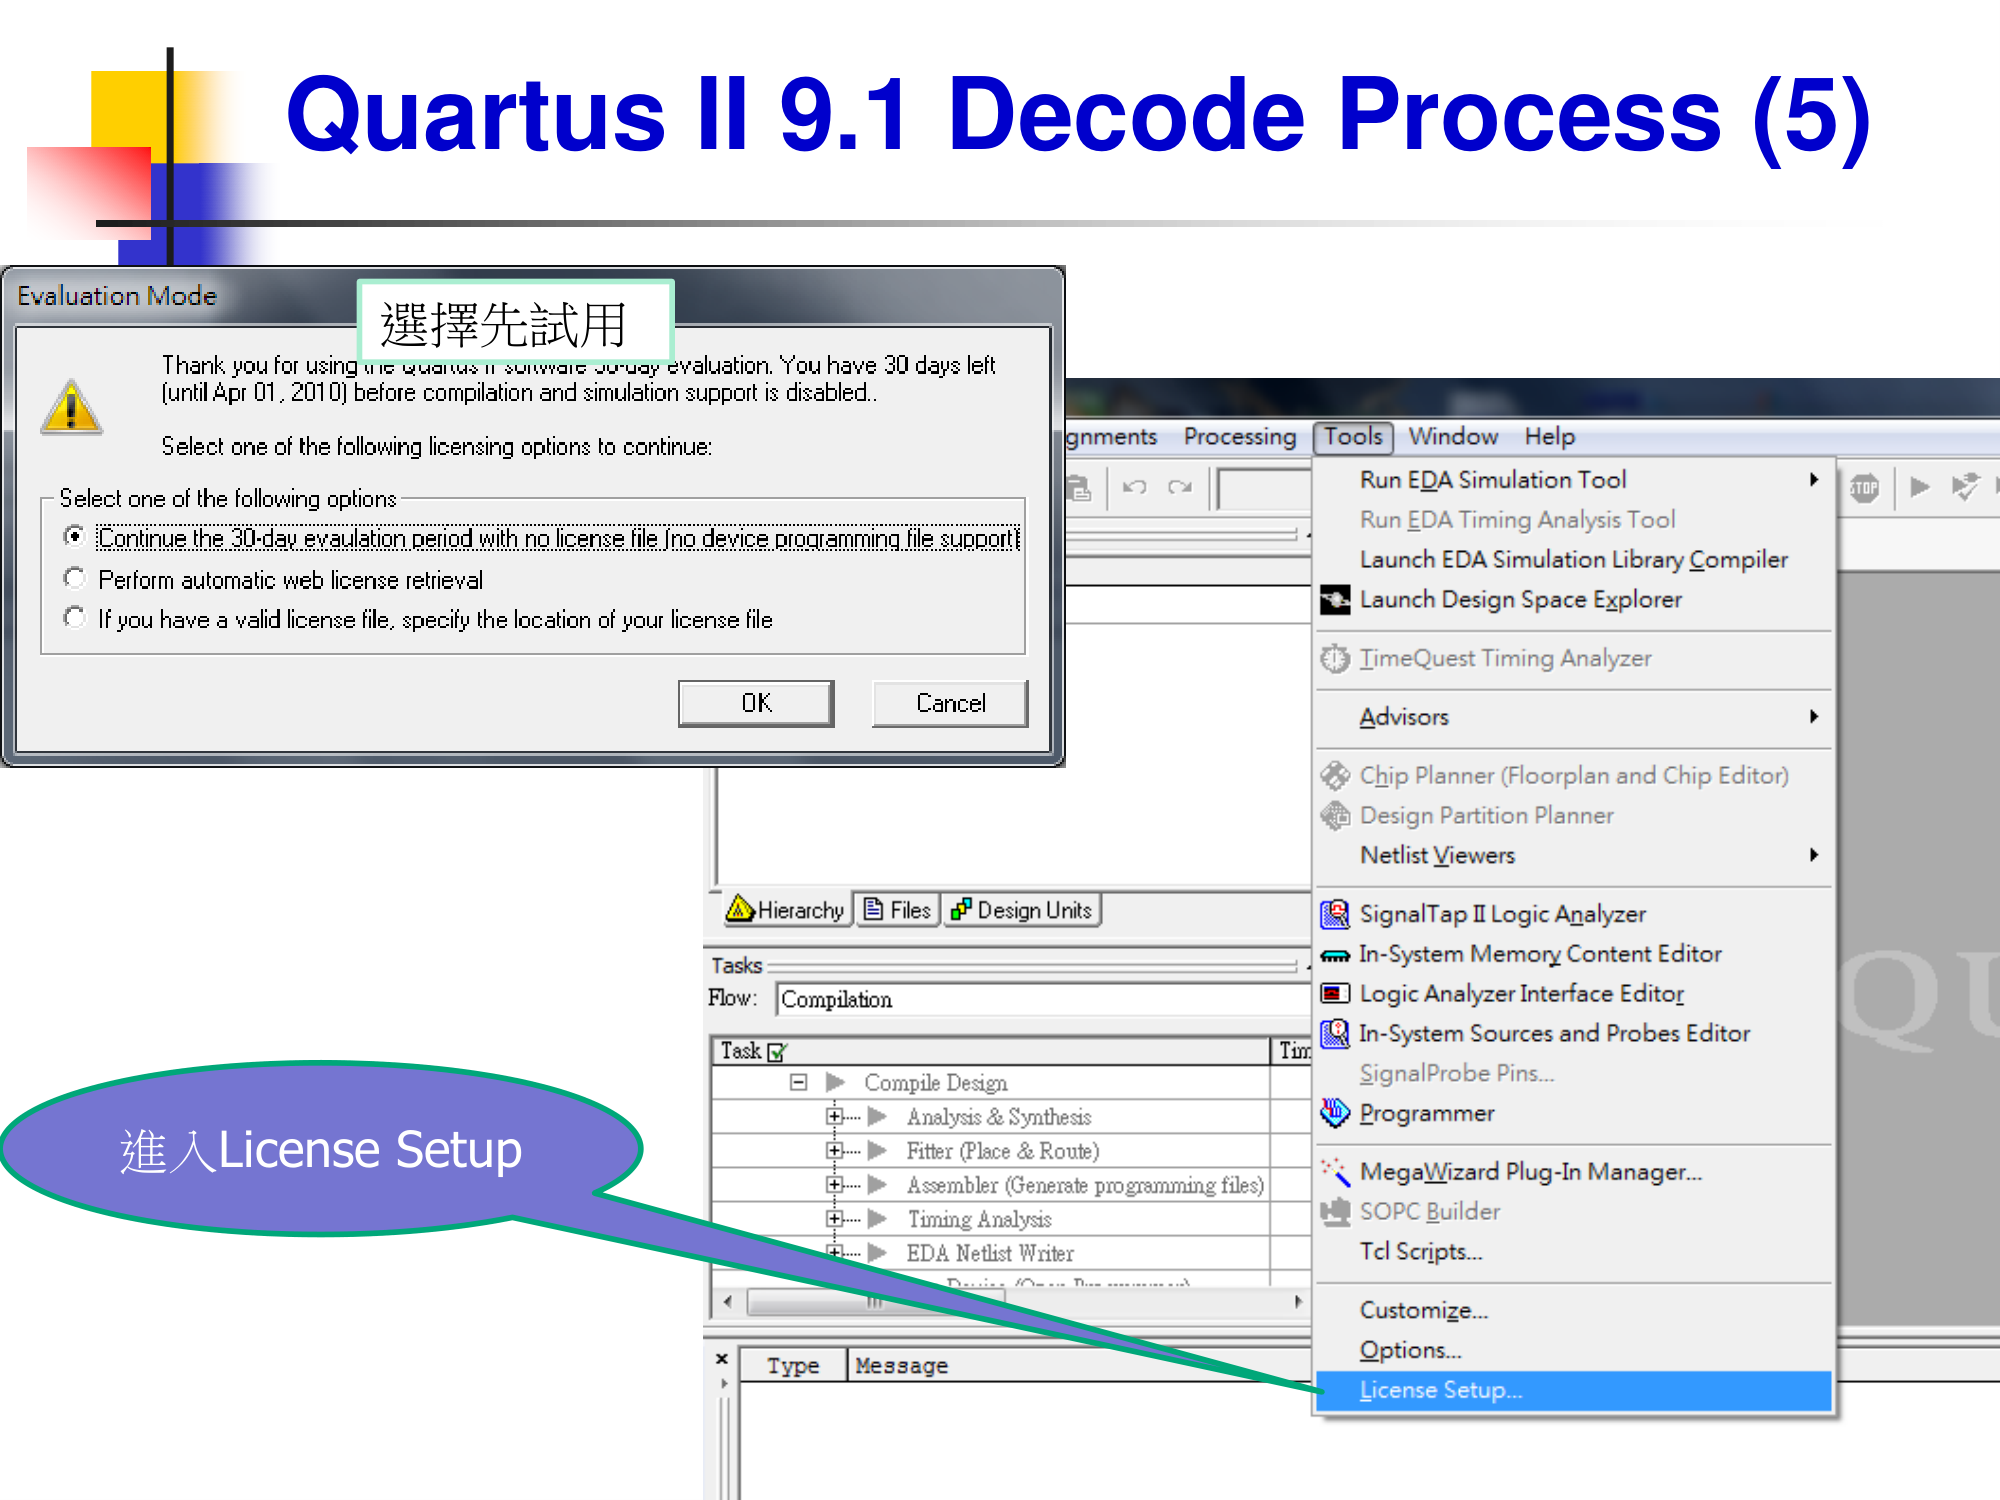 Quartus II 9.1 Decode Process (5)
Evaluation Mode
選擇先試用
Thank you for using the Quartus II software 30-day evaluation. You have 30 days left
(until Apr 01, 2010) before compilation and simulation support is disabled..
Select one of the following licensing options to continue:
Select one of the following options
Continue the 30-day evaulation period with no license file (no device programming file support)
Perform automatic web license retrieval
If you have a valid license file, specify the location of your license file
OK
Cancel
gnments Processing Tools Window Help
Run EDA Simulation Tool
Run EDA Timing Analysis Tool
Launch EDA Simulation Library Compiler
Launch Design Space Explorer
TimeQuest Timing Analyzer
Advisors
Chip Planner (Floorplan and Chip Editor)
Design Partition Planner
Netlist Viewers
SignalTap II Logic Analyzer
In-System Memory Content Editor
Logic Analyzer Interface Editor
In-System Sources and Probes Editor
SignalProbe Pins...
Programmer
MegaWizard Plug-In Manager...
SOPC Builder
Tcl Scripts...
Customize...
Options...
License Setup...
STOP
QU
Hierarchy Files Design Units
Tasks
Flow: Compilation
Task Tim
Compile Design
Analysis & Synthesis
Fitter (Place & Route)
Assembler (Generate programming files)
Timing Analysis
EDA Netlist Writer
Type Message
進入License Setup